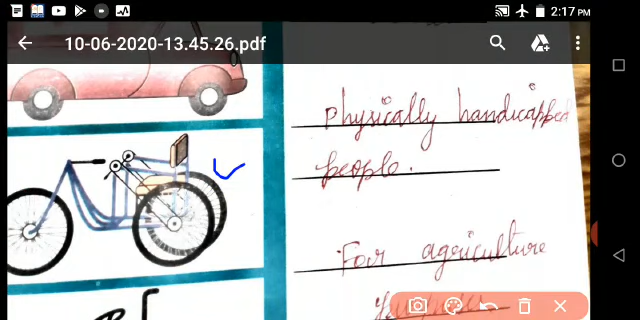 2:17 PM
10-06-2020-13.45.26.pdf
physically handicapped
people.
For agriculture